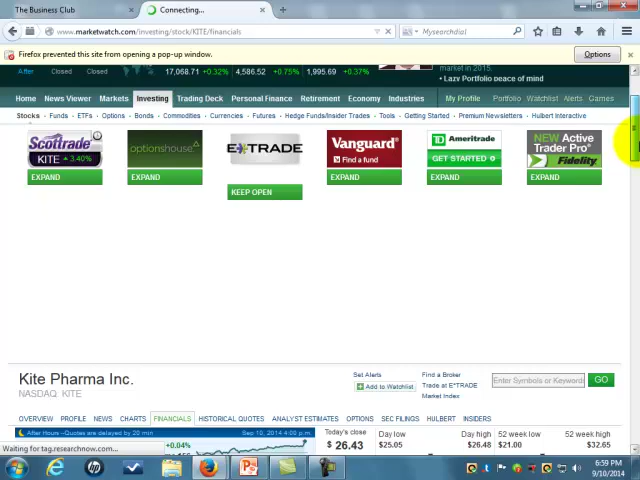 The Business Club
Connecting...
www.marketwatch.com/investing/stock/KITE/financials
Mysearchdial
Firefox prevented this site from opening a pop-up window.
Options
After Closed Closed 17,068.71 +0.32% 4,586.52 +0.75% 1,995.69 +0.37%
market in 2015.
• Lazy Portfolio peace of mind
Home News Viewer Markets Investing Trading Deck Personal Finance Retirement Economy Industries My Profile Portfolio Watchlist Alerts Games
Stocks Funds ETFs Options Bonds Commodities Currencies Futures Hedge Funds/Insider Trades Tools Getting Started Premium Newsletters Hulbert Interactive
Scottrade
KITE 3.40%
EXPAND
optionshouse
EXPAND
E*TRADE
KEEP OPEN
Vanguard
Find a fund
EXPAND
TD Ameritrade
GET STARTED
EXPAND
NEW Active
Trader Pro
Fidelity
EXPAND
Kite Pharma Inc.
NASDAQ: KITE
Set Alerts
Add to Watchlist
Find a Broker
Trade at E*TRADE
Market Index
Enter Symbols or Keywords
GO
OVERVIEW PROFILE NEWS CHARTS FINANCIALS HISTORICAL QUOTES ANALYST ESTIMATES OPTIONS SEC FILINGS HULBERT INSIDERS
After Hours --Quotes are delayed by 20 min
Sep 10, 2014 4:00 p.m.
+0.04%
Today's close
$ 26.43
Day low
$25.05
Day high
$26.48
52 week low
$21.00
52 week high
$32.65
Waiting for tag.researchnow.com...
6:59 PM
9/10/2014